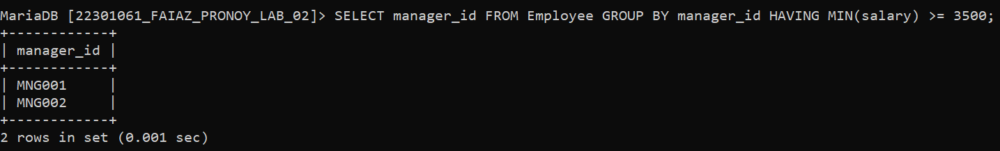 MariaDB [22301061_FAIAZ_PRONOY_LAB_02]> SELECT manager_id FROM Employee GROUP BY manager_id HAVING MIN(salary) >= 3500;
+------------+
| manager_id |
+------------+
| MNG001     |
| MNG002     |
+------------+
2 rows in set (0.001 sec)